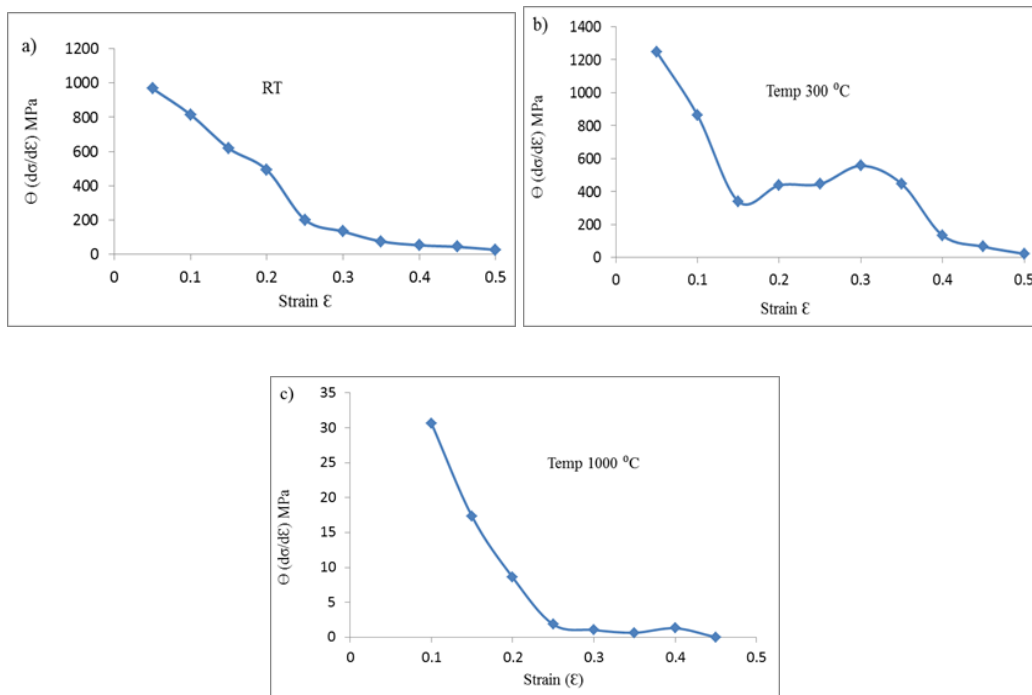 a)
RT
Ɵ (dσ/dƐ) MPa
1200
1000
800
600
400
200
0
0 0.1 0.2 0.3 0.4 0.5
Strain Ɛ
b)
Temp 300 ⁰C
Ɵ (dσ/dƐ) MPa
1400
1200
1000
800
600
400
200
0
0 0.1 0.2 0.3 0.4 0.5
Strain Ɛ
c)
Temp 1000 ⁰C
Ɵ (dσ/dƐ) MPa
35
30
25
20
15
10
5
0
0 0.1 0.2 0.3 0.4 0.5
Strain (Ɛ)